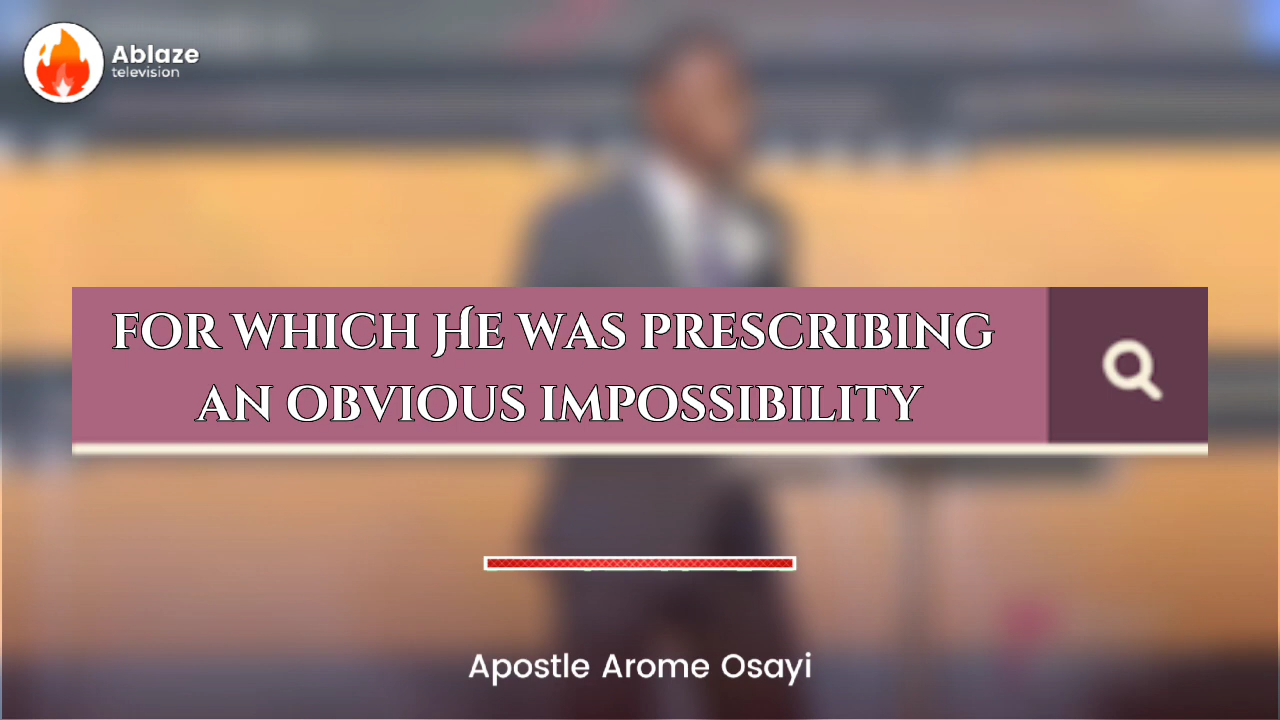 Ablaze
television
FOR WHICH HE WAS PRESCRIBING
AN OBVIOUS IMPOSSIBILITY
Apostle Arome Osayi